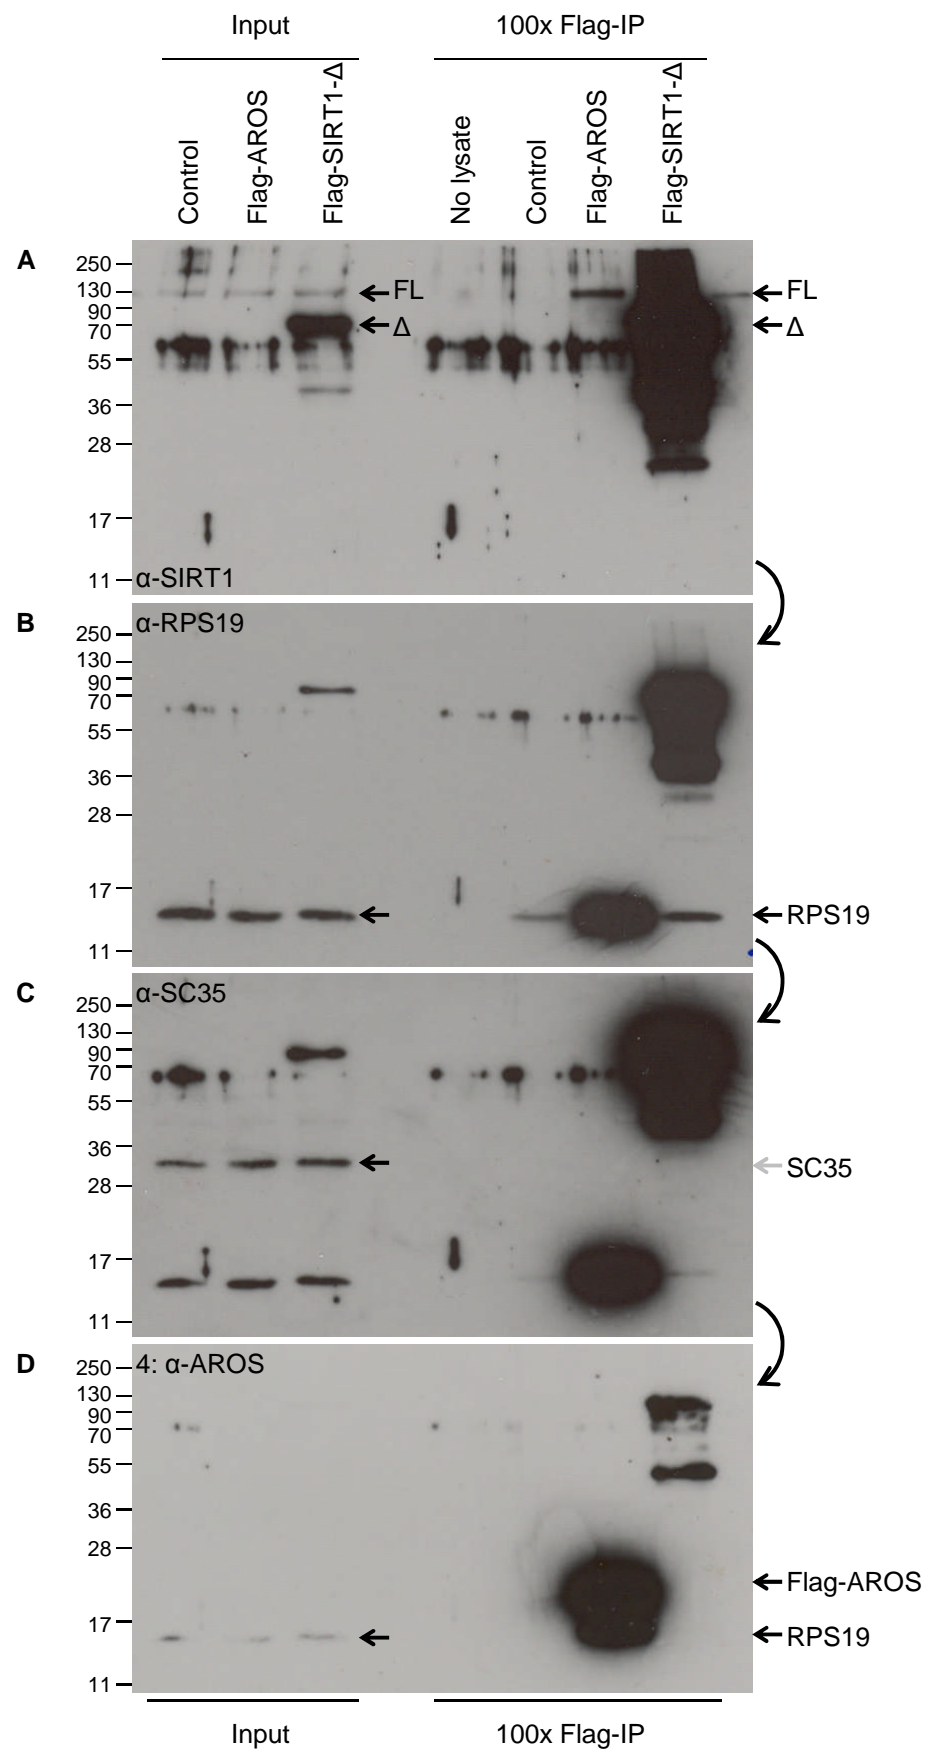 Input
100x Flag-IP
Control
Flag-AROS
Flag-SIRT1-Δ
No lysate
Control
Flag-AROS
Flag-SIRT1-Δ
A
250
130
90
70
55
36
28
17
11
FL
Δ
FL
Δ
α-SIRT1
B
α-RPS19
250
130
90
70
55
36
28
17
11
RPS19
C
α-SC35
250
130
90
70
55
36
28
17
11
SC35
D
4: α-AROS
250
130
90
70
55
36
28
17
11
Flag-AROS
RPS19
Input
100x Flag-IP